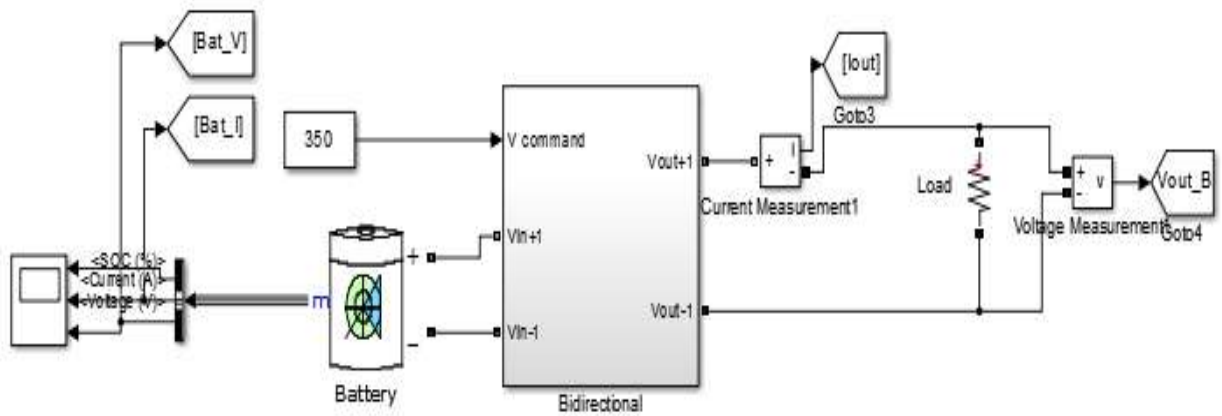 [Bat_V]
[Bat_I]
350
V command
Vin+1
Vin-1
Vout+1
Vout-1
Bidirectional
[Iout]
Goto3
+
I
-
Current Measurement1
Load
+
v
-
Voltage Measurement1
Vout_B
Goto4
<SOC (%)>
<Current (A)>
<Voltage (V)>
m
+
-
Battery